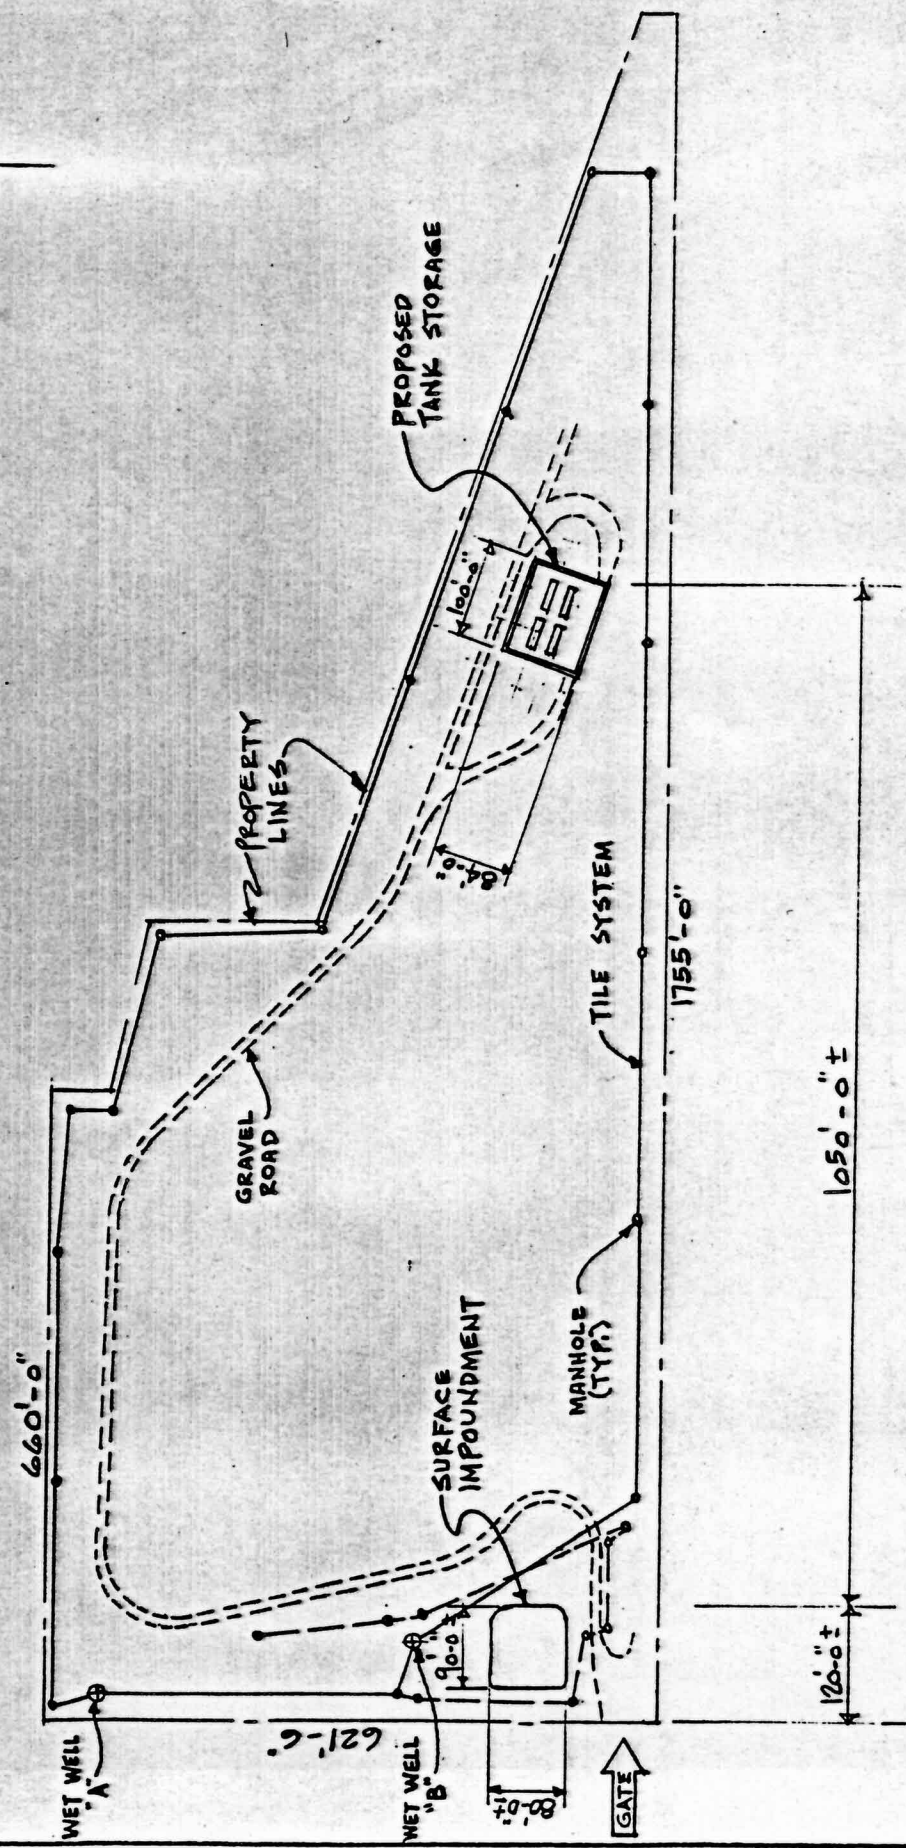 660'-0"
PROPERTY
LINES
PROPOSED
TANK STORAGE
100'-0"
84'-0"
GRAVEL
ROAD
TILE SYSTEM
1755'-0"
MANHOLE
(TYP.)
SURFACE
IMPOUNDMENT
1050'-0"±
120'-0"±
90'-0"±
80'-0"±
621'-6"
WET WELL
"A"
WET WELL
"B"
GATE